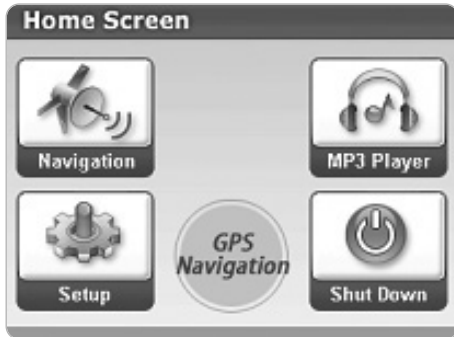 Home Screen
Navigation
MP3 Player
GPS
Navigation
Setup
Shut Down